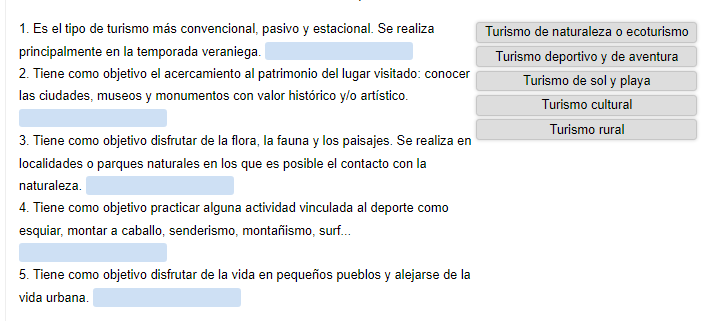 1. Es el tipo de turismo más convencional, pasivo y estacional. Se realiza
principalmente en la temporada veraniega.
2. Tiene como objetivo el acercamiento al patrimonio del lugar visitado: conocer
las ciudades, museos y monumentos con valor histórico y/o artístico.
3. Tiene como objetivo disfrutar de la flora, la fauna y los paisajes. Se realiza en
localidades o parques naturales en los que es posible el contacto con la
naturaleza.
4. Tiene como objetivo practicar alguna actividad vinculada al deporte como
esquiar, montar a caballo, senderismo, montañismo, surf...
5. Tiene como objetivo disfrutar de la vida en pequeños pueblos y alejarse de la
vida urbana.
Turismo de naturaleza o ecoturismo
Turismo deportivo y de aventura
Turismo de sol y playa
Turismo cultural
Turismo rural